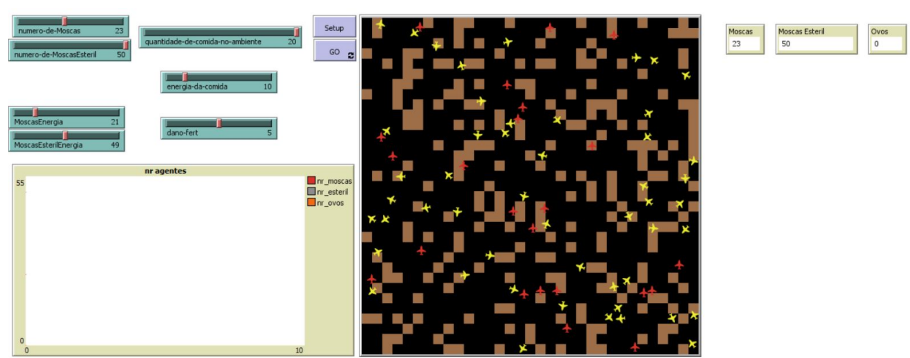 numero-de-Moscas 23
numero-de-MoscasEsteril 50
quantidade-de-comida-no-ambiente 20
Setup
GO
energia-da-comida 10
MoscasEnergia 21
MoscasEsterilEnergia 49
dano-fert 5
nr agentes
55
0
0
10
nr_moscas
nr_esteril
nr_ovos
Moscas
23
Moscas Esteril
50
Ovos
0